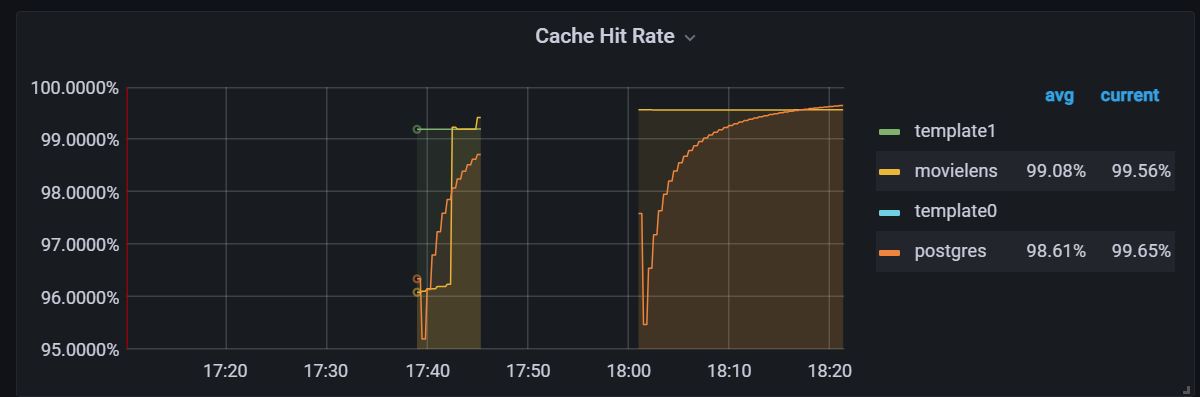 Cache Hit Rate
100.0000%
99.0000%
98.0000%
97.0000%
96.0000%
95.0000%
17:20 17:30 17:40 17:50 18:00 18:10 18:20
avg current
template1
movielens 99.08% 99.56%
template0
postgres 98.61% 99.65%